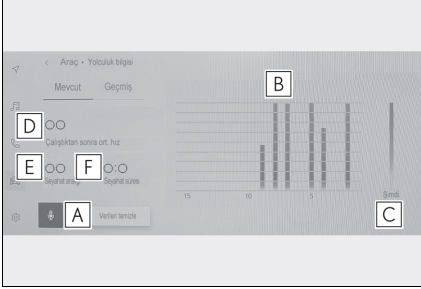 < Araç • Yolculuk bilgisi
Mevcut Geçmiş
B
D
Çalıştıktan sonra ort. hız
E F
Seyahat aralığı Seyahat süresi
15 10 5 Şimdi
A Verileri temizle C